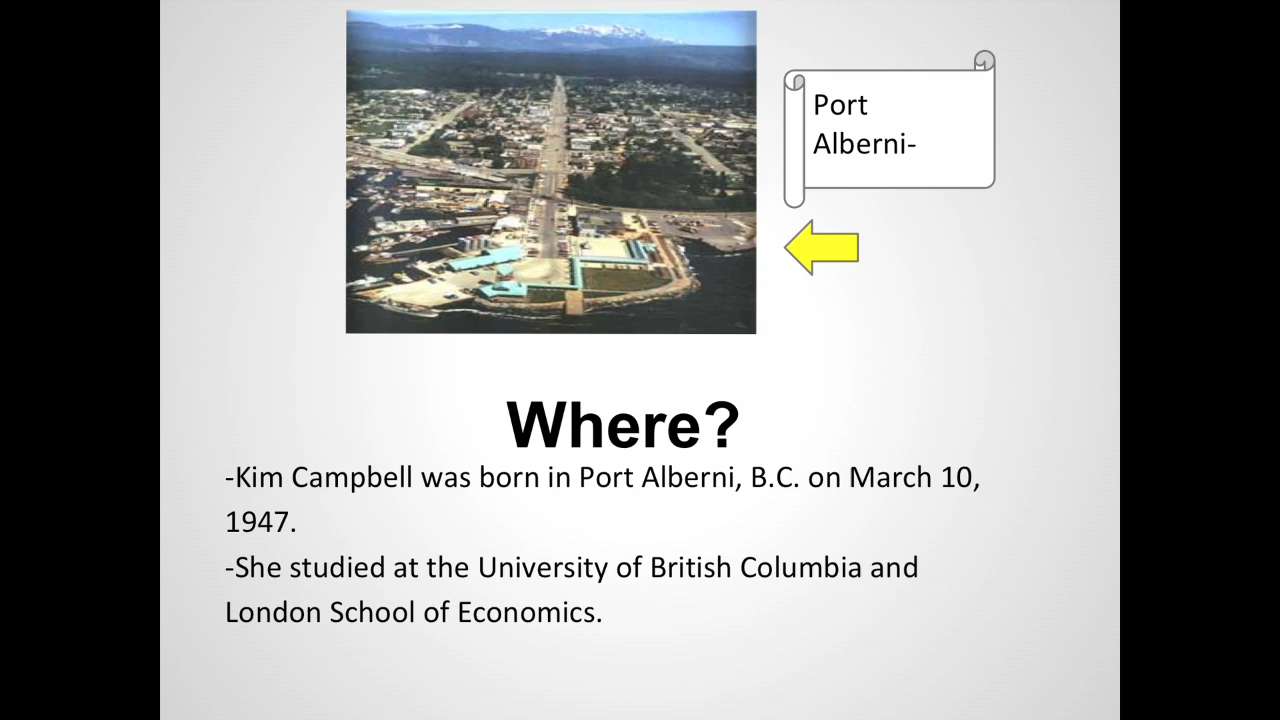 Port
Alberni-
Where?
-Kim Campbell was born in Port Alberni, B.C. on March 10,
1947.
-She studied at the University of British Columbia and
London School of Economics.